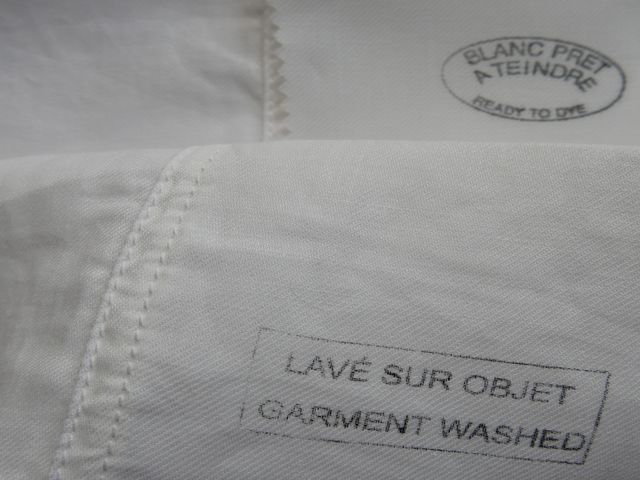 BLANC PRET
A TEINDRE
READY TO DYE
LAVÉ SUR OBJET
GARMENT WASHED